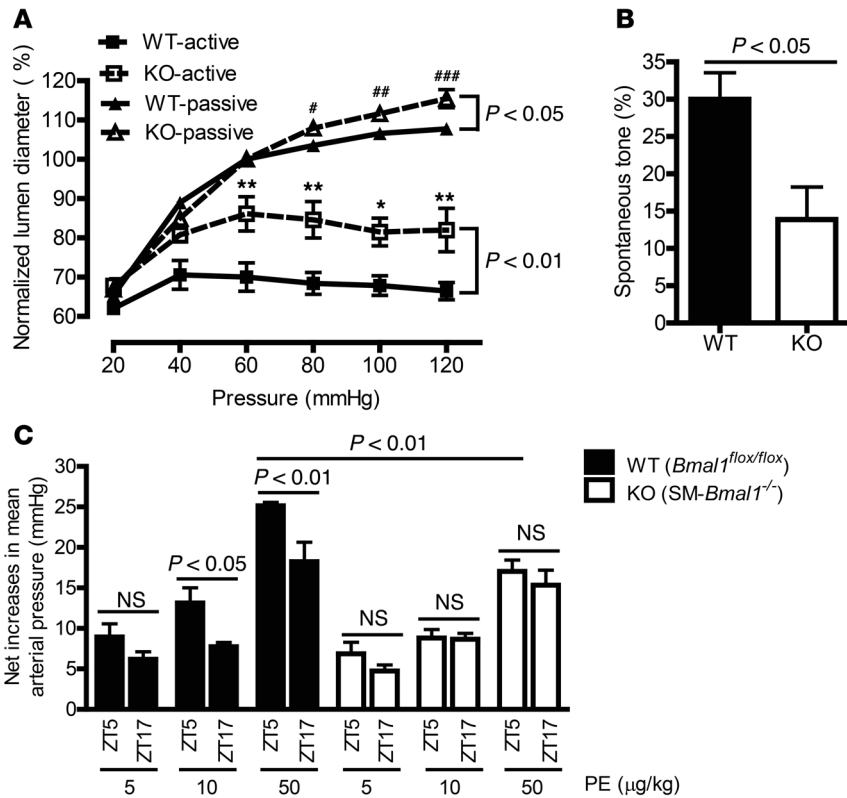 A
WT-active
KO-active
WT-passive
KO-passive
Normalized lumen diameter ( %)
120
110
100
90
80
70
60
#
##
###
P < 0.05
**
**
*
**
P < 0.01
20
40
60
80
100
120
Pressure (mmHg)
B
P < 0.05
Spontaneous tone (%)
35
30
25
20
15
10
5
0
WT
KO
C
P < 0.01
WT (Bmal1flox/flox)
KO (SM-Bmal1-/-)
Net increases in mean
arterial pressure (mmHg)
30
25
20
15
10
5
0
NS
P < 0.05
P < 0.01
NS
NS
NS
ZT5
ZT17
ZT5
ZT17
ZT5
ZT17
ZT5
ZT17
ZT5
ZT17
ZT5
ZT17
5
10
50
5
10
50
PE (μg/kg)